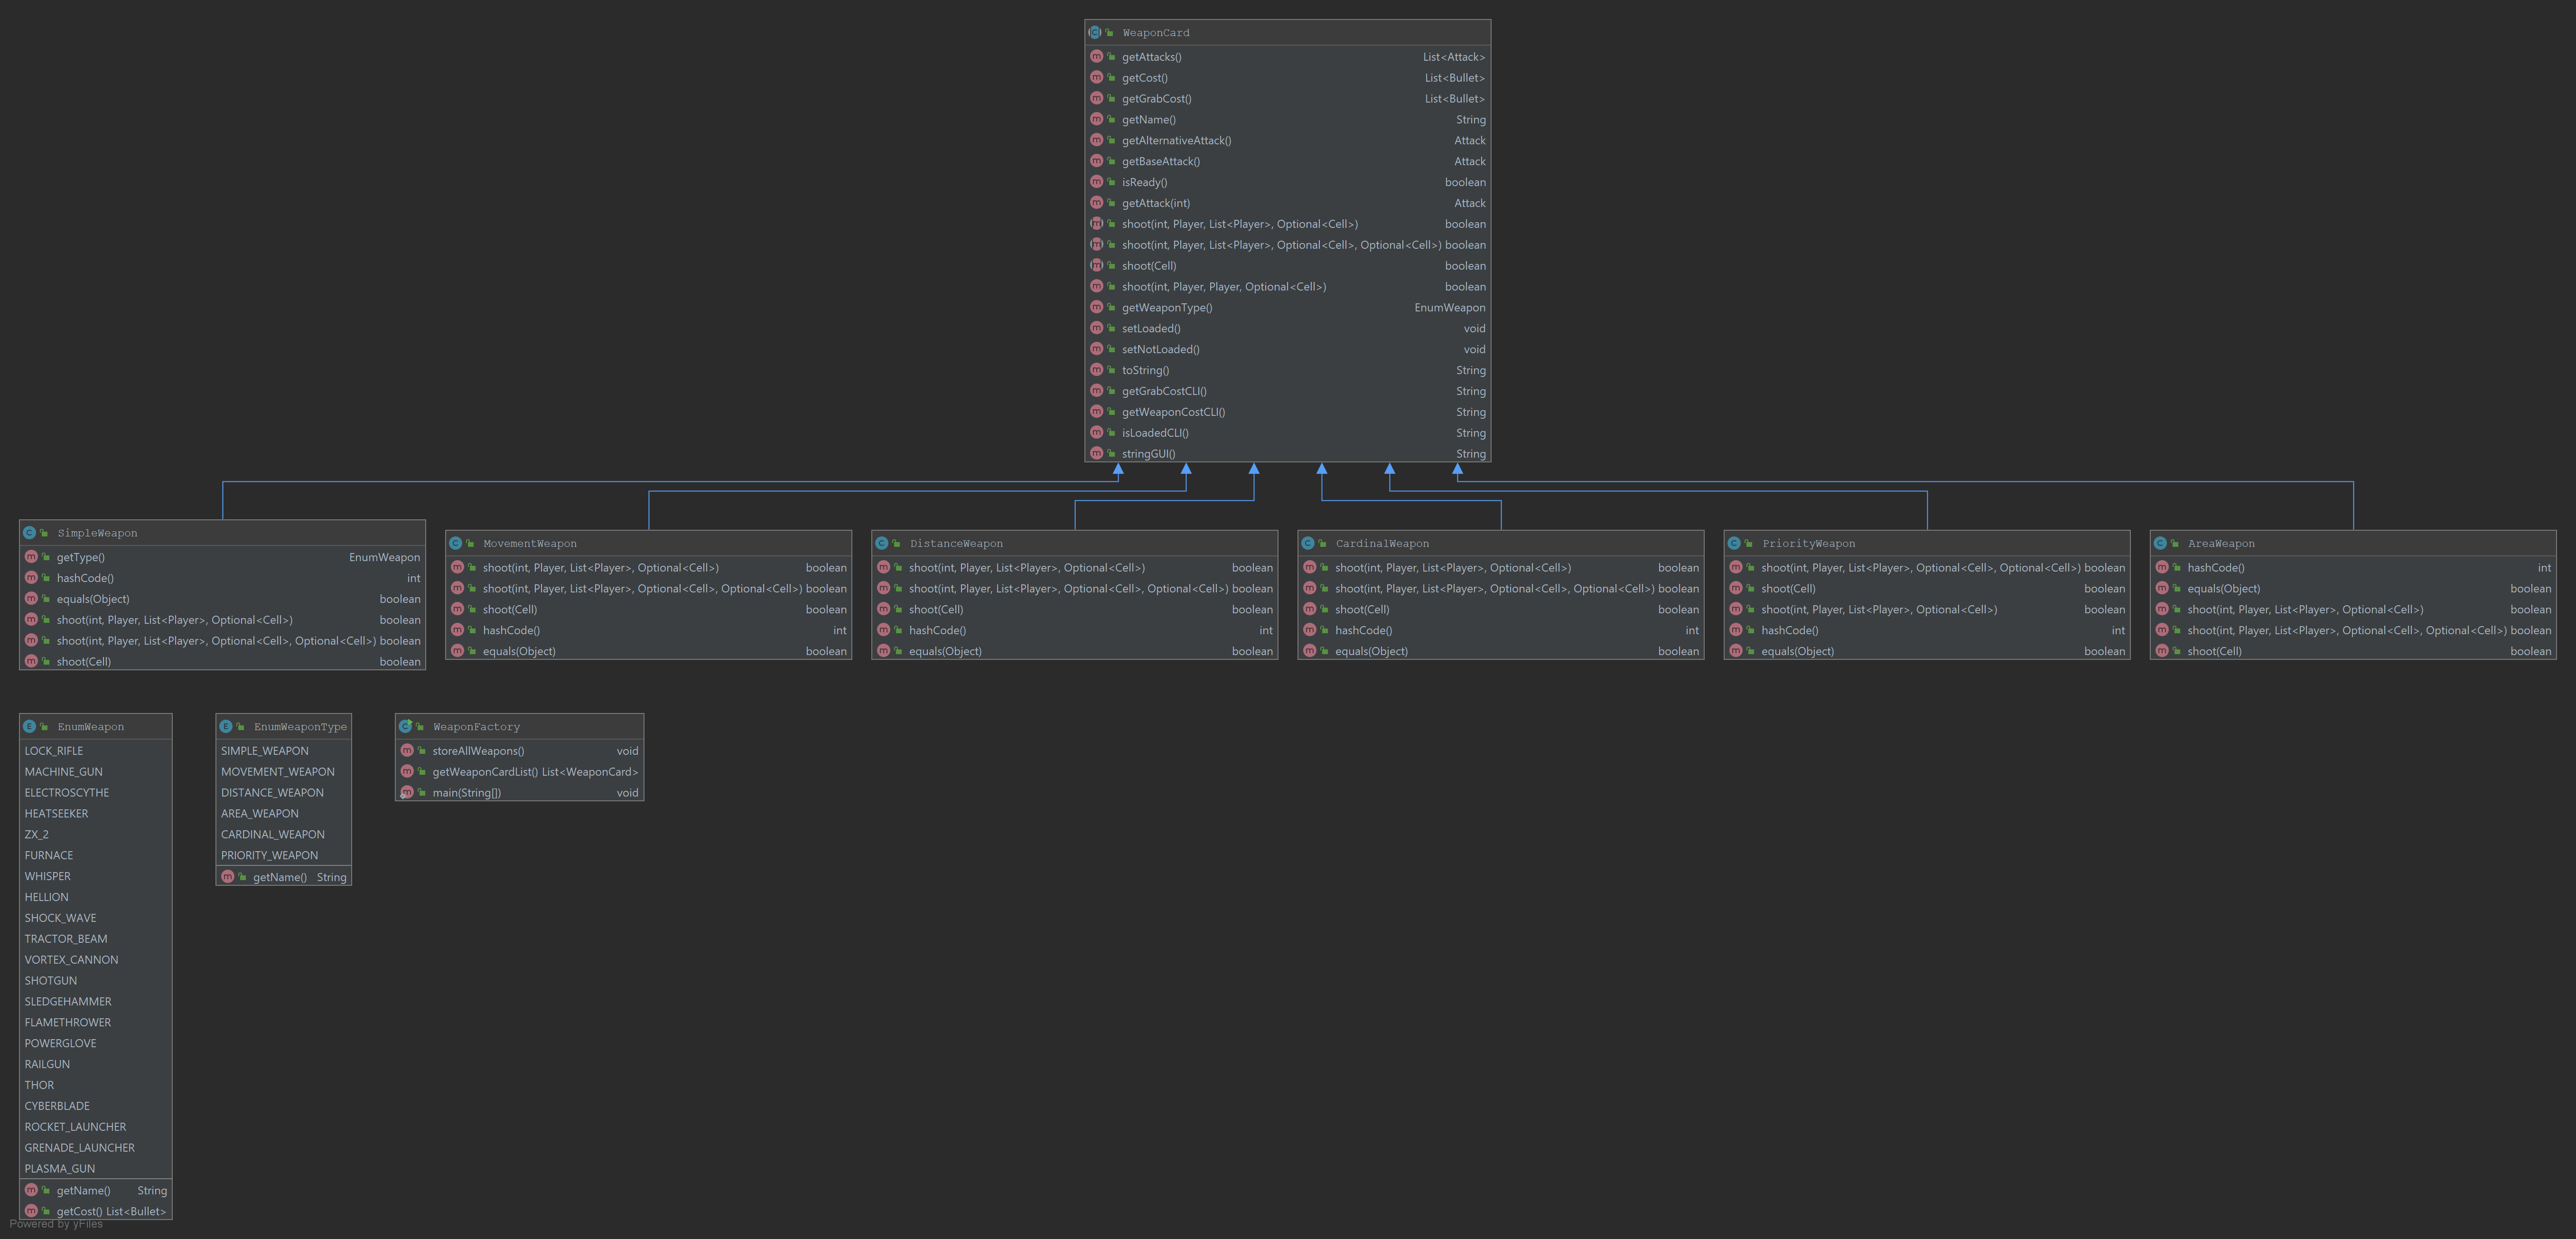 WeaponCard
getAttacks() List<Attack>
getCost() List<Bullet>
getGrabCost() List<Bullet>
getName() String
getAlternativeAttack() Attack
getBaseAttack() Attack
isReady() boolean
getAttack(int) Attack
shoot(int, Player, List<Player>, Optional<Cell>) boolean
shoot(int, Player, List<Player>, Optional<Cell>, Optional<Cell>) boolean
shoot(Cell) boolean
shoot(int, Player, Player, Optional<Cell>) boolean
getWeaponType() EnumWeapon
setLoaded() void
setNotLoaded() void
toString() String
getGrabCostCLI() String
getWeaponCostCLI() String
isLoadedCLI() String
stringGUI() String
SimpleWeapon
getType() EnumWeapon
hashCode() int
equals(Object) boolean
shoot(int, Player, List<Player>, Optional<Cell>) boolean
shoot(int, Player, List<Player>, Optional<Cell>, Optional<Cell>) boolean
shoot(Cell) boolean
MovementWeapon
shoot(int, Player, List<Player>, Optional<Cell>) boolean
shoot(int, Player, List<Player>, Optional<Cell>, Optional<Cell>) boolean
shoot(Cell) boolean
hashCode() int
equals(Object) boolean
DistanceWeapon
shoot(int, Player, List<Player>, Optional<Cell>) boolean
shoot(int, Player, List<Player>, Optional<Cell>, Optional<Cell>) boolean
shoot(Cell) boolean
hashCode() int
equals(Object) boolean
CardinalWeapon
shoot(int, Player, List<Player>, Optional<Cell>) boolean
shoot(int, Player, List<Player>, Optional<Cell>, Optional<Cell>) boolean
shoot(Cell) boolean
hashCode() int
equals(Object) boolean
PriorityWeapon
shoot(int, Player, List<Player>, Optional<Cell>, Optional<Cell>) boolean
shoot(Cell) boolean
shoot(int, Player, List<Player>, Optional<Cell>) boolean
hashCode() int
equals(Object) boolean
AreaWeapon
hashCode() int
equals(Object) boolean
shoot(int, Player, List<Player>, Optional<Cell>) boolean
shoot(int, Player, List<Player>, Optional<Cell>, Optional<Cell>) boolean
shoot(Cell) boolean
EnumWeapon
LOCK_RIFLE
MACHINE_GUN
ELECTROSCYTHE
HEATSEEKER
ZX_2
FURNACE
WHISPER
HELLION
SHOCK_WAVE
TRACTOR_BEAM
VORTEX_CANNON
SHOTGUN
SLEDGEHAMMER
FLAMETHROWER
POWERGLOVE
RAILGUN
THOR
CYBERBLADE
ROCKET_LAUNCHER
GRENADE_LAUNCHER
PLASMA_GUN
getName() String
getCost() List<Bullet>
EnumWeaponType
SIMPLE_WEAPON
MOVEMENT_WEAPON
DISTANCE_WEAPON
AREA_WEAPON
CARDINAL_WEAPON
PRIORITY_WEAPON
getName() String
WeaponFactory
storeAllWeapons() void
getWeaponCardList() List<WeaponCard>
main(String[]) void
Powered by yFiles